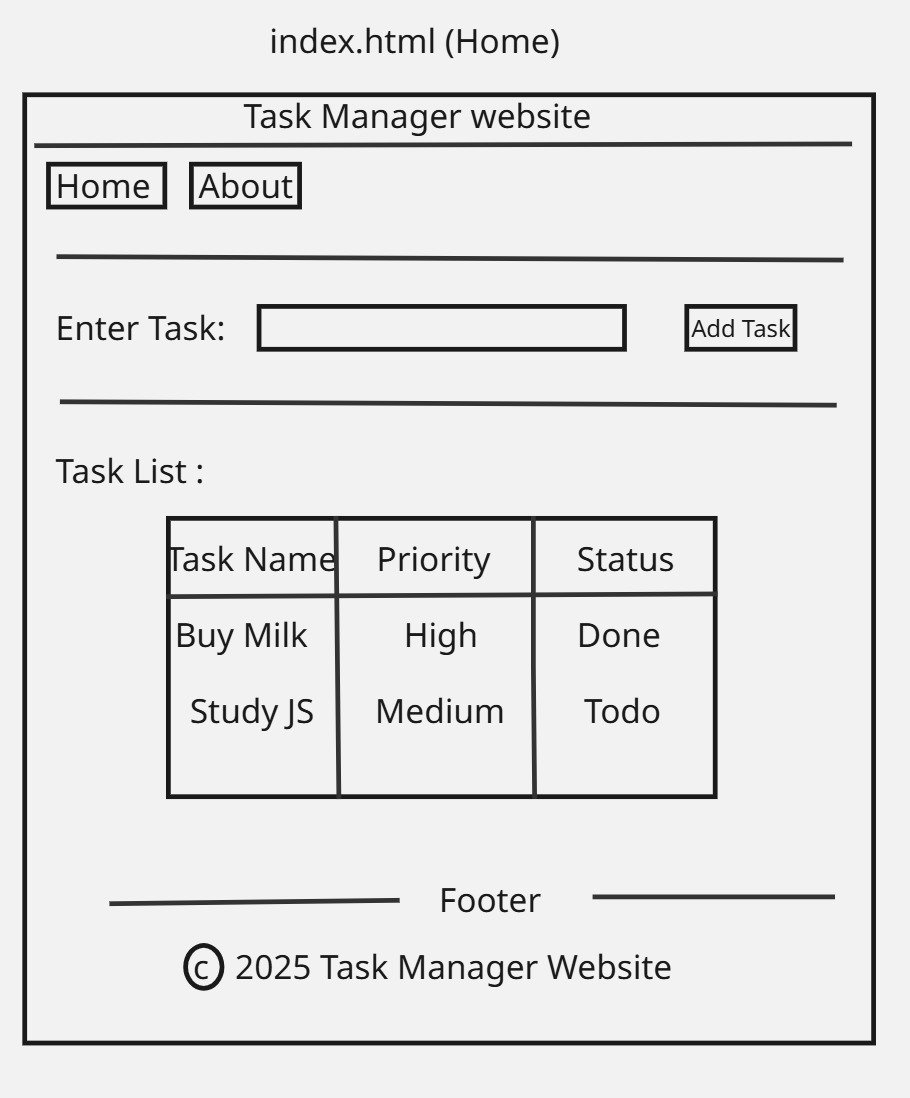 index.html (Home)
Task Manager website
Home About
Enter Task: Add Task
Task List :
Task Name Priority Status
Buy Milk High Done
Study JS Medium Todo
Footer
© 2025 Task Manager Website